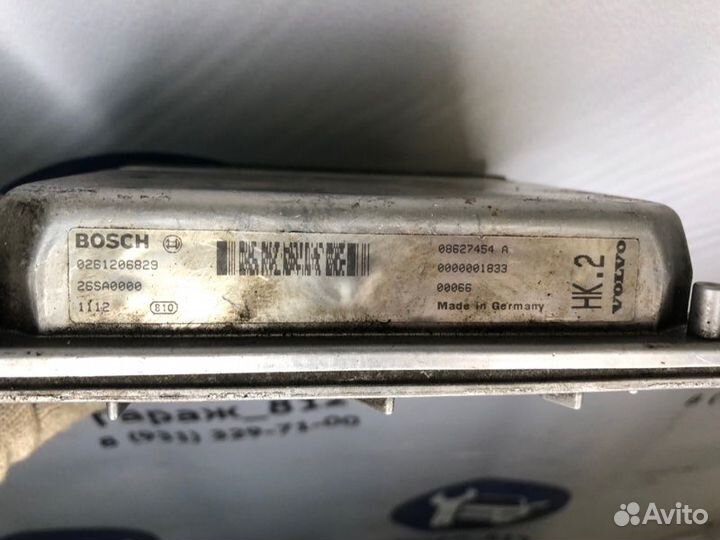 BOSCH
0261206829
26SA0000
1112
810
08627454 A
0000001833
00066
Made in Germany
HK.2
VOLVO
Гараж_812
8 (931) 329-71-00
Avito